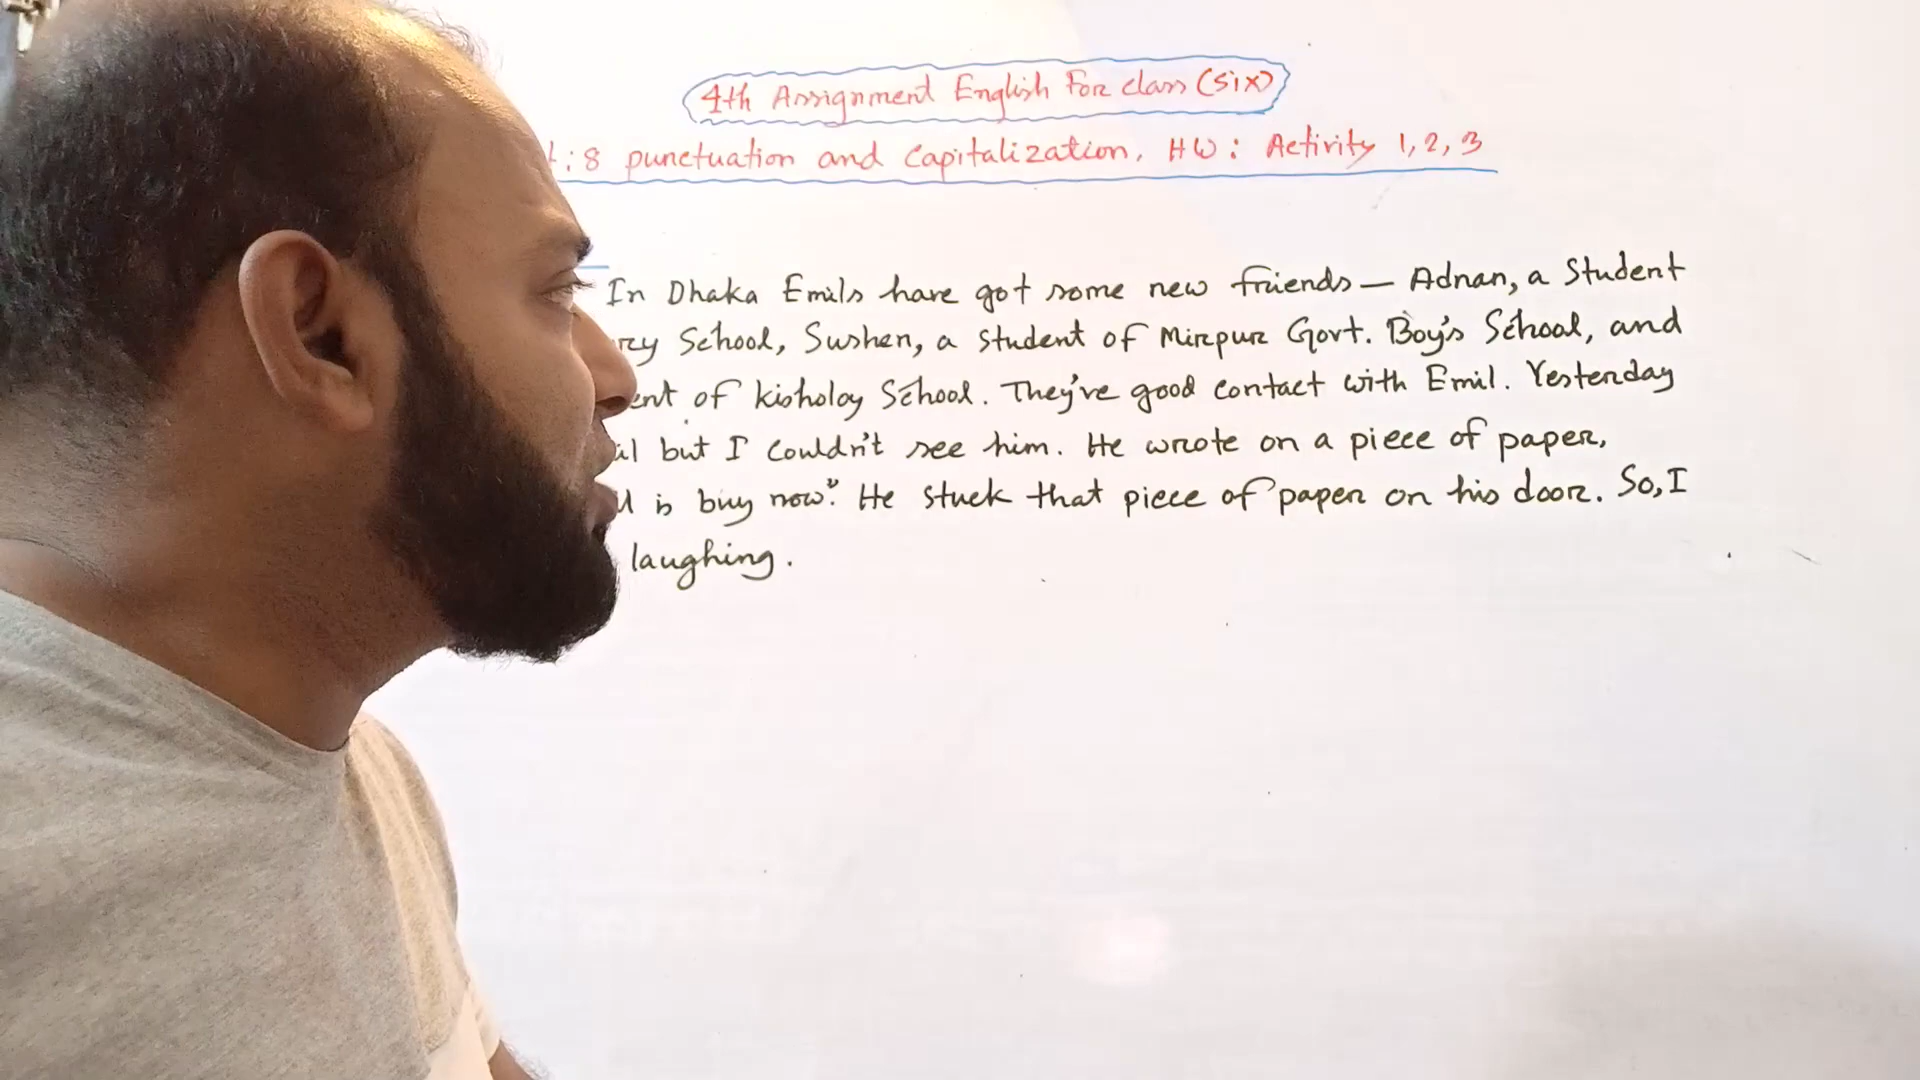 4th Assignment English For class (six)
: 8 punctuation and capitalization, HW: Activity 1, 2, 3
In Dhaka Emils have got some new friends — Adnan, a Student
School, Sushen, a student of Mirpur Govt. Boy's School, and
of kisholoy School. They've good contact with Emil. Yesterday
but I couldn't see him. He wrote on a piece of paper,
is buy now". He stuck that piece of paper on his door. So, I
laughing.